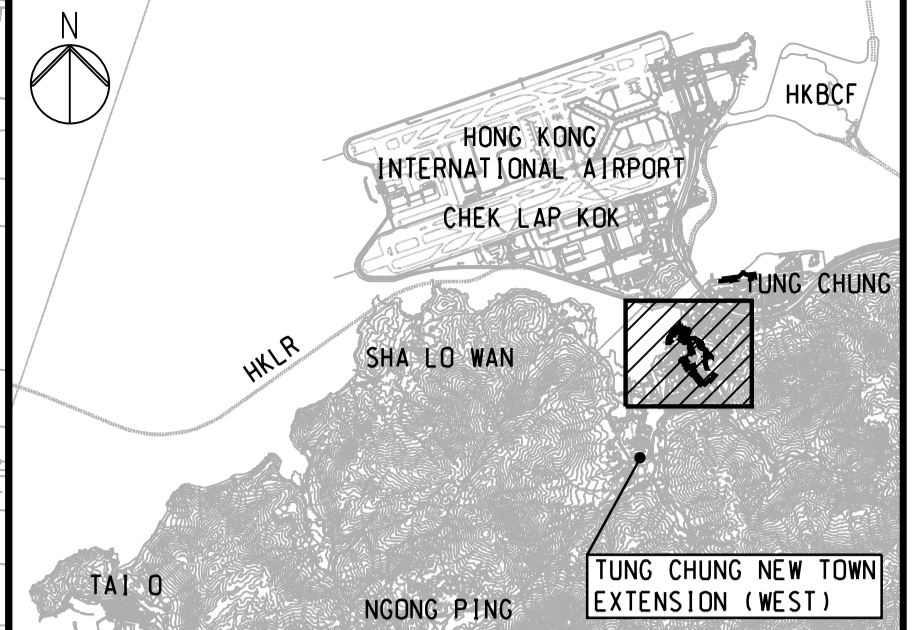 N
HKBCF
HONG KONG
INTERNATIONAL AIRPORT
CHEK LAP KOK
TUNG CHUNG
HKLR
SHA LO WAN
TUNG CHUNG NEW TOWN
EXTENSION (WEST)
TAI O
NGONG PING